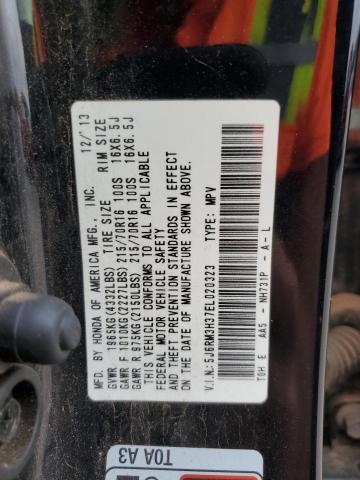 MFD. BY HONDA OF AMERICA MFG., INC. 12/'13
GVWR 1965KG(4332LBS) TIRE SIZE RIM SIZE
GAWR F 1010KG(2227LBS) 215/70R16 100S 16X6.5J
GAWR R 975KG(2150LBS) 215/70R16 100S 16X6.5J
THIS VEHICLE CONFORMS TO ALL APPLICABLE
FEDERAL MOTOR VEHICLE SAFETY
AND THEFT PREVENTION STANDARDS IN EFFECT
ON THE DATE OF MANUFACTURE SHOWN ABOVE.
V.I.N.: 5J6RM3H37EL020323 TYPE: MPV
TOH E AA5 - NH731P - A - L
T0A A3